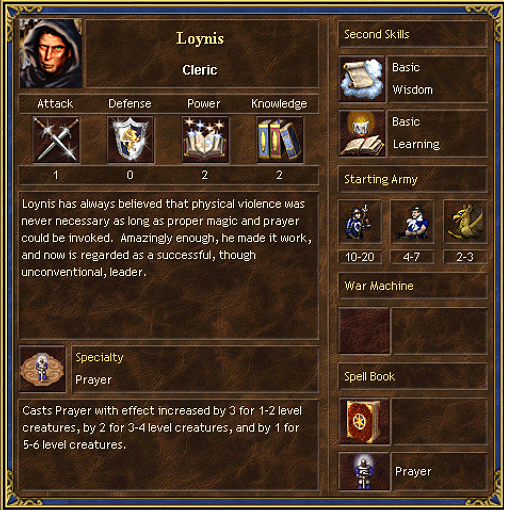 Loynis
Cleric
Attack Defense Power Knowledge
1 0 2 2
Loynis has always believed that physical violence was
never necessary as long as proper magic and prayer
could be invoked. Amazingly enough, he made it work,
and now is regarded as a successful, though
unconventional, leader.
Specialty
Prayer
Casts Prayer with effect increased by 3 for 1-2 level
creatures, by 2 for 3-4 level creatures, and by 1 for
5-6 level creatures.
Second Skills
Basic
Wisdom
Basic
Learning
Starting Army
10-20 4-7 2-3
War Machine
Spell Book
Prayer